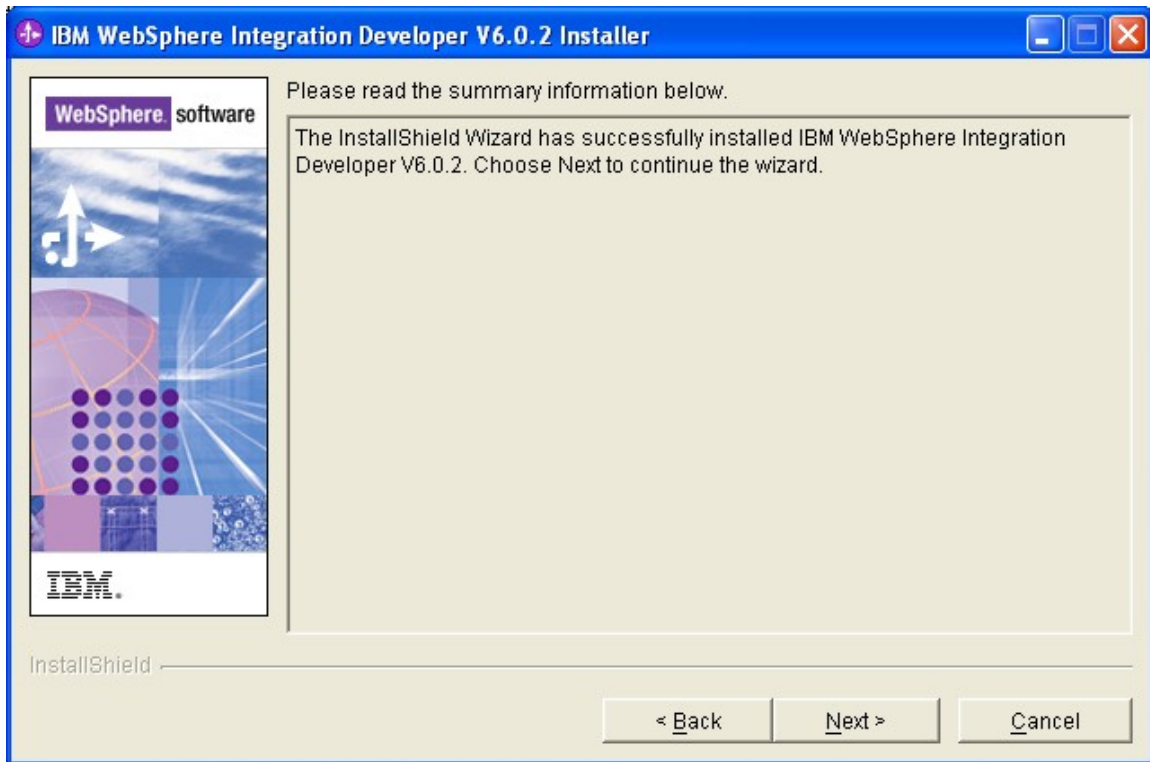 IBM WebSphere Integration Developer V6.0.2 Installer
WebSphere. software
Please read the summary information below.
The InstallShield Wizard has successfully installed IBM WebSphere Integration
Developer V6.0.2. Choose Next to continue the wizard.
IBM.
InstallShield
< Back
Next >
Cancel